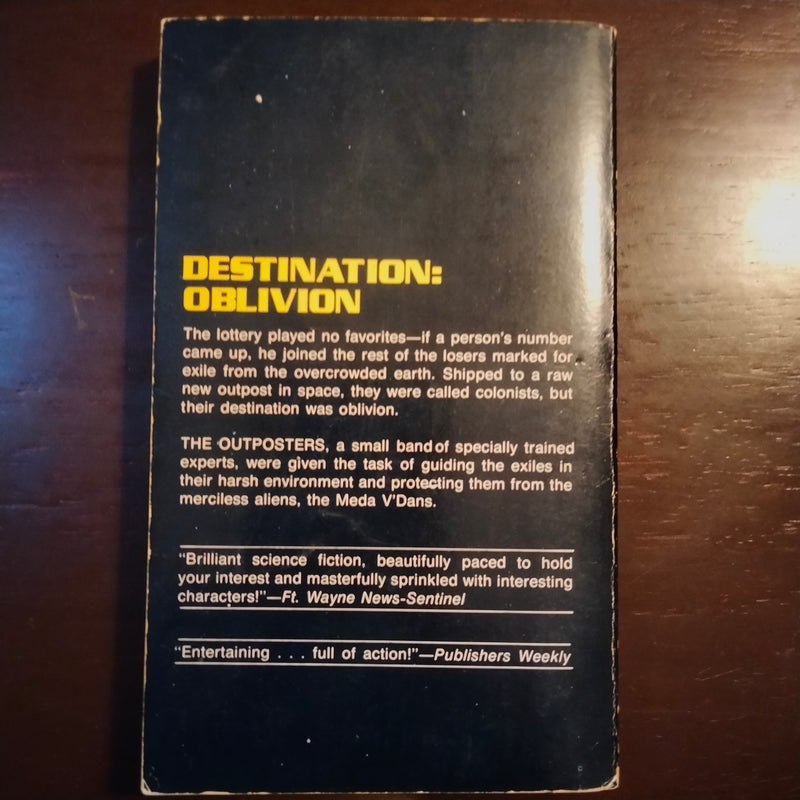 DESTINATION:
OBLIVION
The lottery played no favorites—if a person's number
came up, he joined the rest of the losers marked for
exile from the overcrowded earth. Shipped to a raw
new outpost in space, they were called colonists, but
their destination was oblivion.
THE OUTPOSTERS, a small band of specially trained
experts, were given the task of guiding the exiles in
their harsh environment and protecting them from the
merciless aliens, the Meda V'Dans.
"Brilliant science fiction, beautifully paced to hold
your interest and masterfully sprinkled with interesting
characters!"—Ft. Wayne News-Sentinel
"Entertaining . . . full of action!"—Publishers Weekly